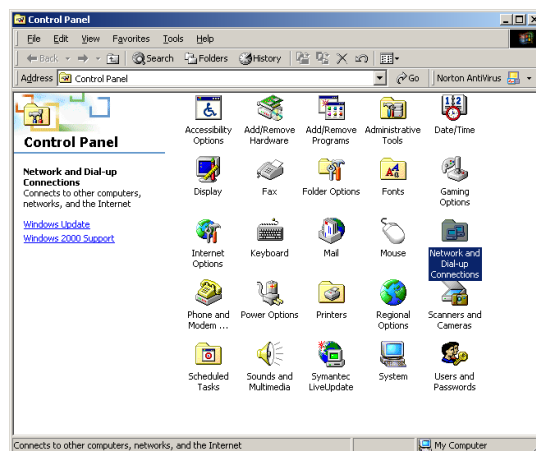 Control Panel
File Edit View Favorites Tools Help
Back Search Folders History
Address Control Panel Go Norton AntiVirus
Control Panel
Network and Dial-up
Connections
Connects to other computers,
networks, and the Internet
Windows Update
Windows 2000 Support
Accessibility
Options
Add/Remove
Hardware
Add/Remove
Programs
Administrative
Tools
Date/Time
Display
Fax
Folder Options
Fonts
Gaming
Options
Internet
Options
Keyboard
Mail
Mouse
Network and
Dial-up
Connections
Phone and
Modem ...
Power Options
Printers
Regional
Options
Scanners and
Cameras
Scheduled
Tasks
Sounds and
Multimedia
Symantec
LiveUpdate
System
Users and
Passwords
Connects to other computers, networks, and the Internet
My Computer